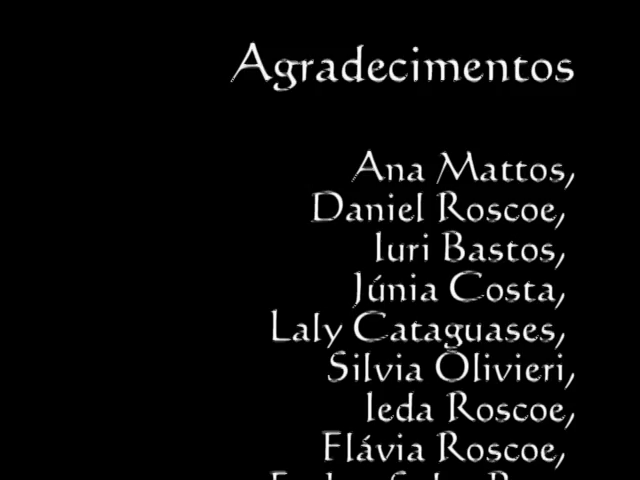 Agradecimentos
Ana Mattos,
Daniel Roscoe,
Iuri Bastos,
Júnia Costa,
Laly Cataguases,
Silvia Olivieri,
Ieda Roscoe,
Flávia Roscoe,